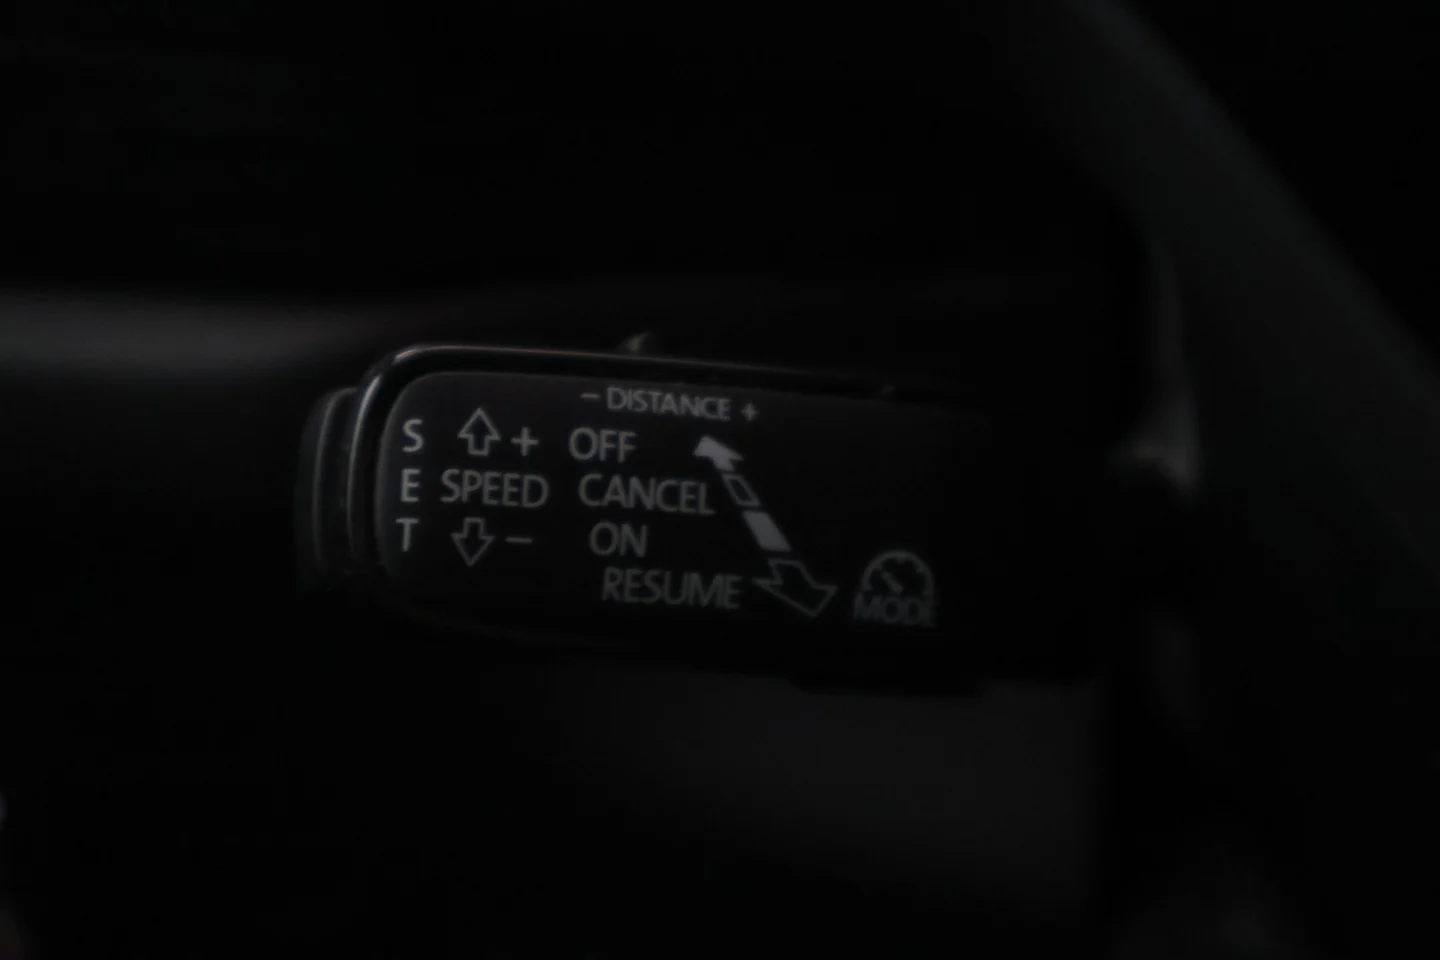 - DISTANCE +
S + OFF
E SPEED CANCEL
T - ON
RESUME
MODE